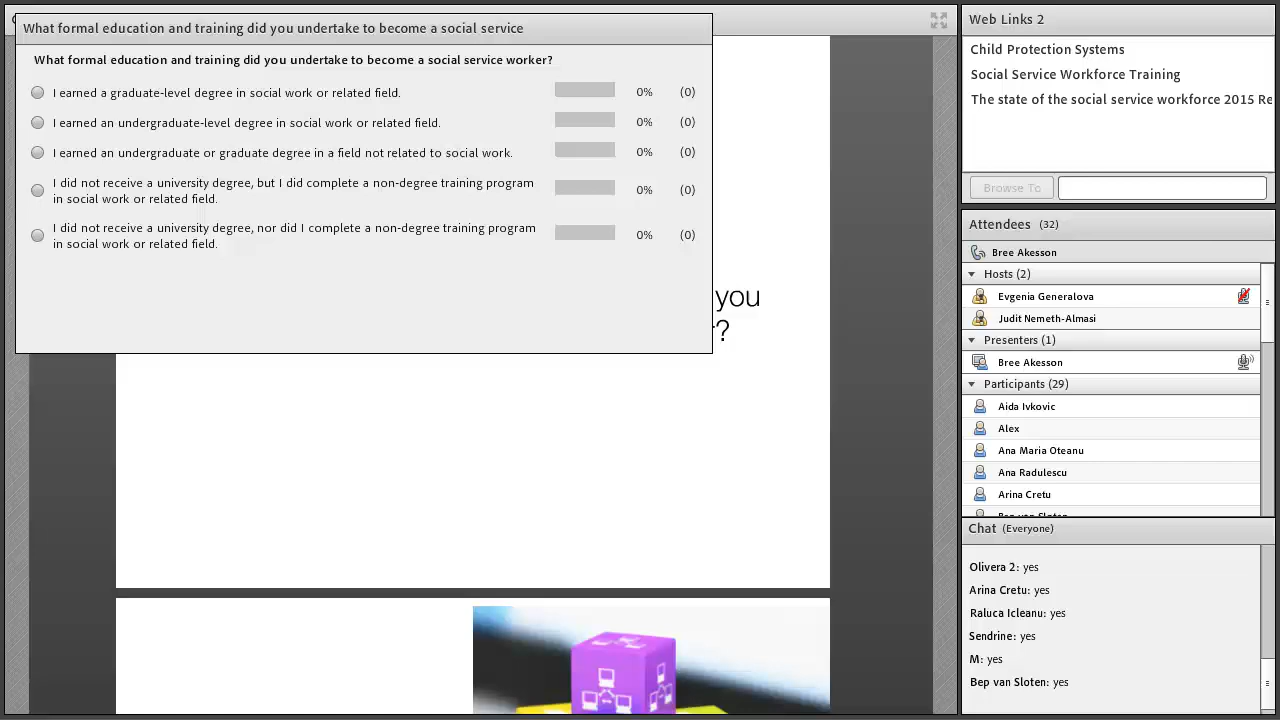 What formal education and training did you undertake to become a social service
What formal education and training did you undertake to become a social service worker?
I earned a graduate-level degree in social work or related field. 0% (0)
I earned an undergraduate-level degree in social work or related field. 0% (0)
I earned an undergraduate or graduate degree in a field not related to social work. 0% (0)
I did not receive a university degree, but I did complete a non-degree training program
in social work or related field. 0% (0)
I did not receive a university degree, nor did I complete a non-degree training program
in social work or related field. 0% (0)
you
?
Web Links 2
Child Protection Systems
Social Service Workforce Training
The state of the social service workforce 2015 Re
Browse To
Attendees (32)
Bree Akesson
Hosts (2)
Evgenia Generalova
Judit Nemeth-Almasi
Presenters (1)
Bree Akesson
Participants (29)
Aida Ivkovic
Alex
Ana Maria Oteanu
Ana Radulescu
Arina Cretu
Bep van Sloten
Chat (Everyone)
Olivera 2: yes
Arina Cretu: yes
Raluca Icleanu: yes
Sendrine: yes
M: yes
Bep van Sloten: yes